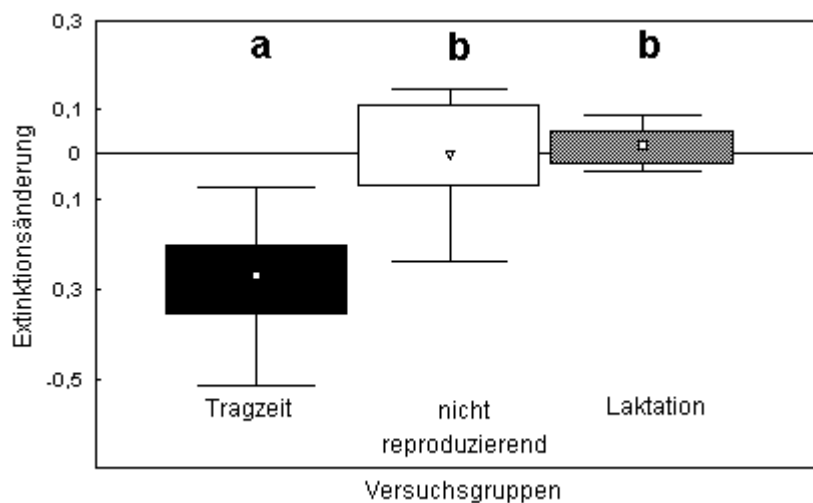 0,3
a
b
b
0,1
0
0,1
0,3
-0,5
Extinktionsänderung
Tragzeit
nicht
reproduzierend
Laktation
Versuchsgruppen